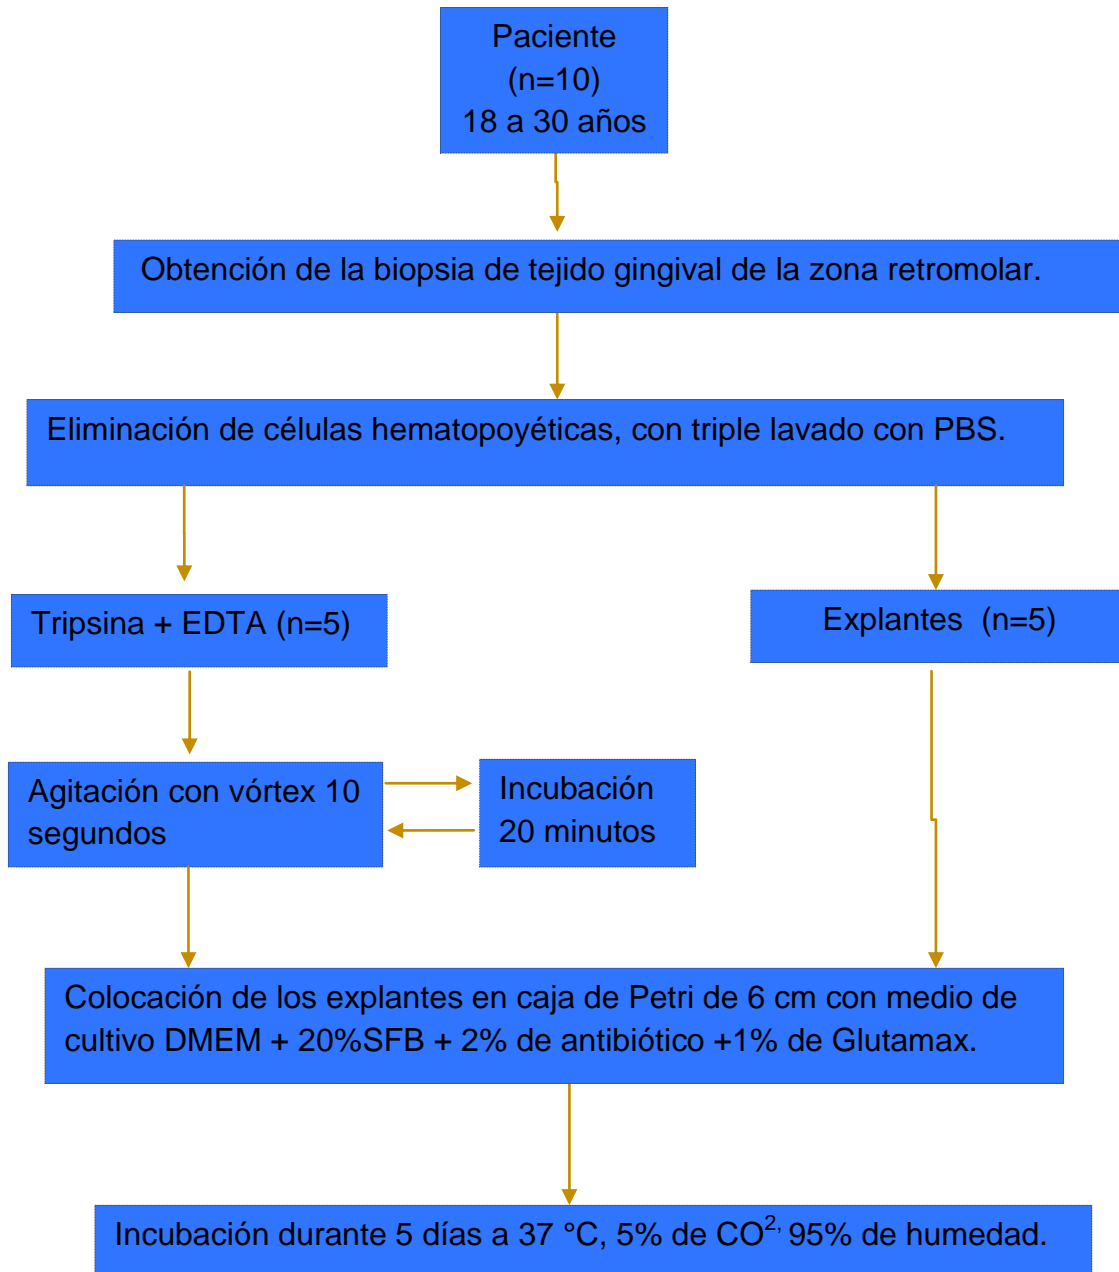 Paciente
(n=10)
18 a 30 años
Obtención de la biopsia de tejido gingival de la zona retromolar.
Eliminación de células hematopoyéticas, con triple lavado con PBS.
Tripsina + EDTA (n=5)
Explantes (n=5)
Agitación con vórtex 10
segundos
Incubación
20 minutos
Colocación de los explantes en caja de Petri de 6 cm con medio de
cultivo DMEM + 20%SFB + 2% de antibiótico +1% de Glutamax.
Incubación durante 5 días a 37 °C, 5% de CO², 95% de humedad.